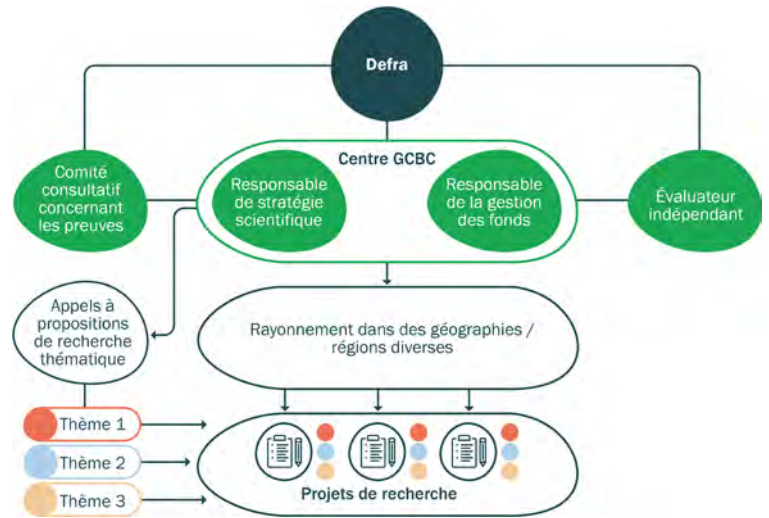 Defra
Centre GCBC
Comité
consultatif
concernant
les preuves
Responsable
de stratégie
scientifique
Responsable
de la gestion
des fonds
Évaluateur
indépendant
Appels à
propositions
de recherche
thématique
Rayonnement dans des géographies /
régions diverses
Thème 1
Thème 2
Thème 3
Projets de recherche